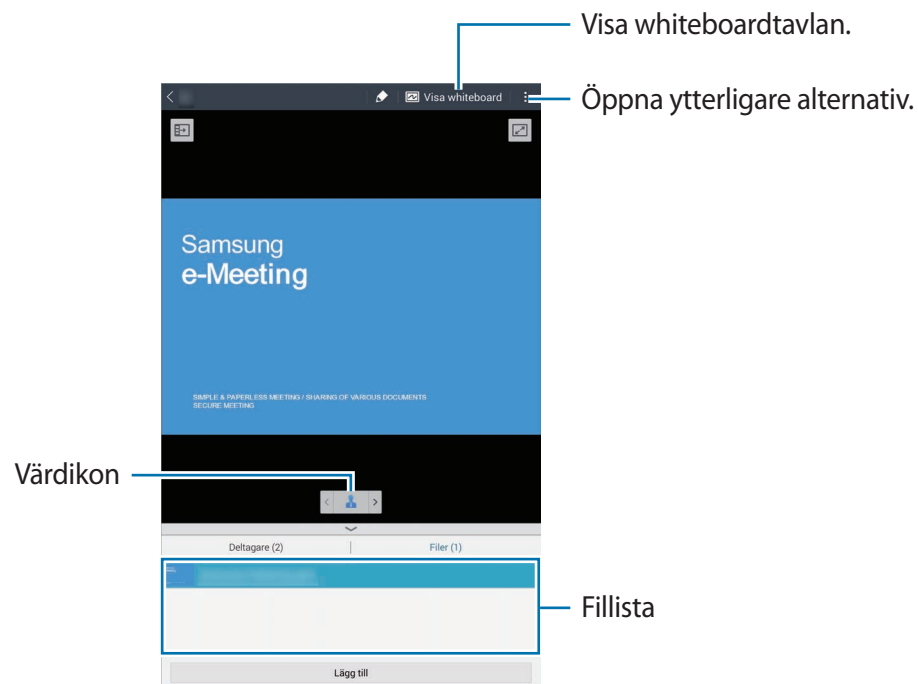 Visa whiteboardtavlan.
Visa whiteboard
Öppna ytterligare alternativ.
Samsung
e-Meeting
SIMPLE & PAPERLESS MEETING / SHARING OF VARIOUS DOCUMENTS
SECURE MEETING
Värdikon
Deltagare (2)
Filer (1)
Fillista
Lägg till